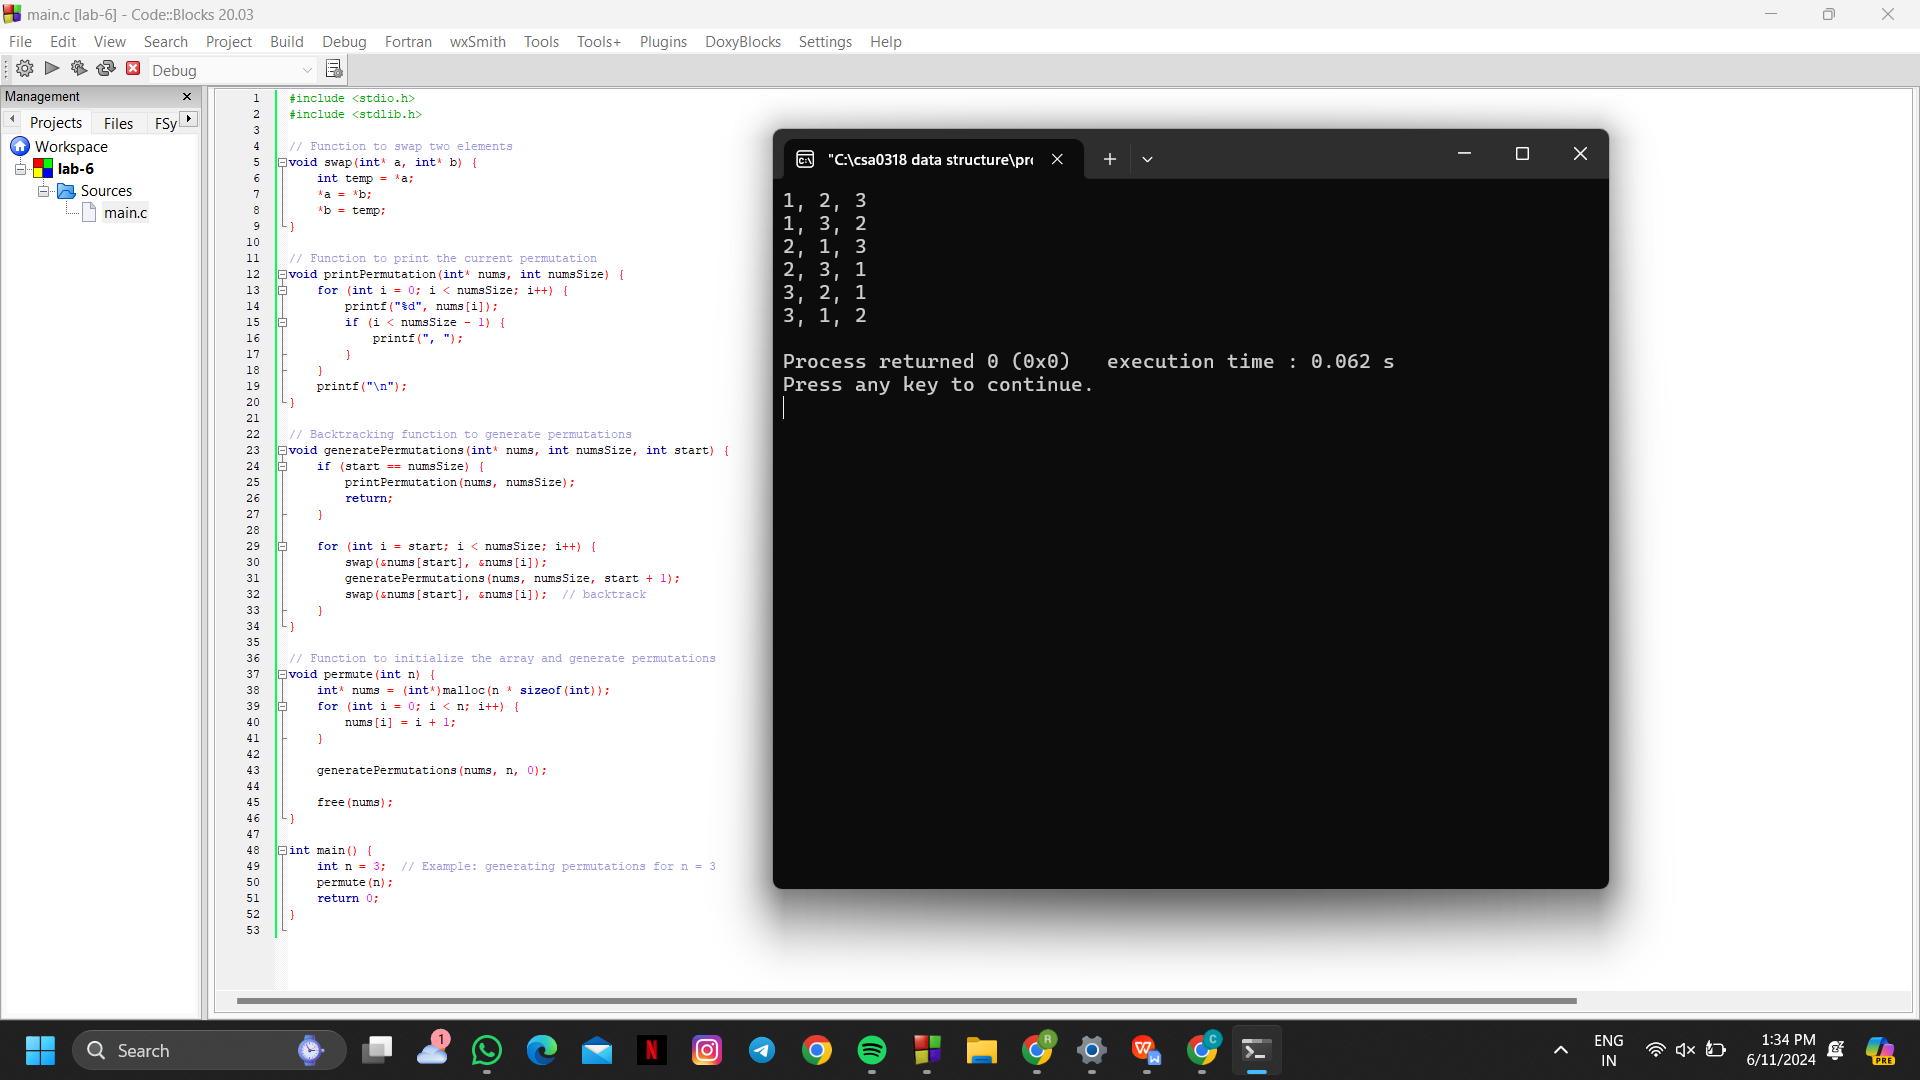 main.c [lab-6] - Code::Blocks 20.03
File Edit View Search Project Build Debug Fortran wxSmith Tools Tools+ Plugins DoxyBlocks Settings Help
Debug
Management
Projects Files FSy
Workspace
lab-6
Sources
main.c
1 #include <stdio.h>
2 #include <stdlib.h>
3
4 // Function to swap two elements
5 void swap(int* a, int* b) {
6 int temp = *a;
7 *a = *b;
8 *b = temp;
9 }
10
11 // Function to print the current permutation
12 void printPermutation(int* nums, int numsSize) {
13 for (int i = 0; i < numsSize; i++) {
14 printf("%d", nums[i]);
15 if (i < numsSize - 1) {
16 printf(", ");
17 }
18 }
19 printf("\n");
20 }
21
22 // Backtracking function to generate permutations
23 void generatePermutations(int* nums, int numsSize, int start) {
24 if (start == numsSize) {
25 printPermutation(nums, numsSize);
26 return;
27 }
28
29 for (int i = start; i < numsSize; i++) {
30 swap(&nums[start], &nums[i]);
31 generatePermutations(nums, numsSize, start + 1);
32 swap(&nums[start], &nums[i]); // backtrack
33 }
34 }
35
36 // Function to initialize the array and generate permutations
37 void permute(int n) {
38 int* nums = (int*)malloc(n * sizeof(int));
39 for (int i = 0; i < n; i++) {
40 nums[i] = i + 1;
41 }
42
43 generatePermutations(nums, n, 0);
44
45 free(nums);
46 }
47
48 int main() {
49 int n = 3; // Example: generating permutations for n = 3
50 permute(n);
51 return 0;
52 }
53
"C:\csa0318 data structure\pro
1, 2, 3
1, 3, 2
2, 1, 3
2, 3, 1
3, 2, 1
3, 1, 2
Process returned 0 (0x0) execution time : 0.062 s
Press any key to continue.
Search
1
N
R
W
C
ENG
IN
1:34 PM
6/11/2024
PRE